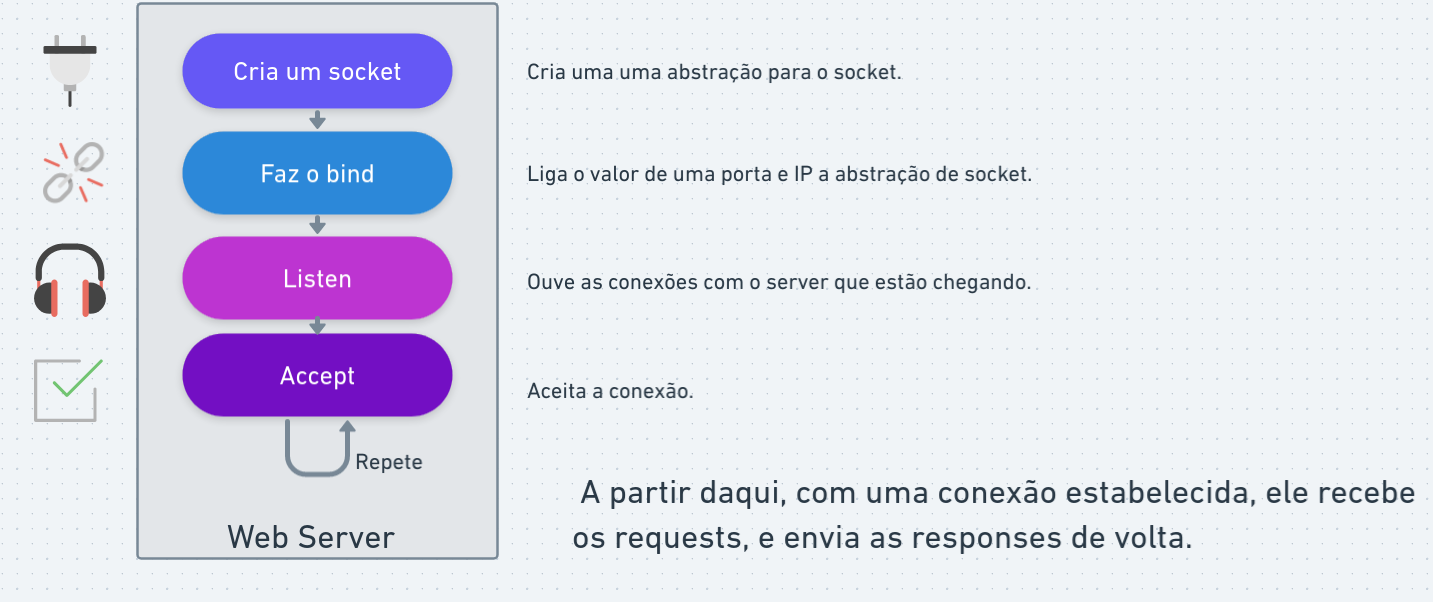 Cria um socket
Cria uma uma abstração para o socket.
Faz o bind
Liga o valor de uma porta e IP a abstração de socket.
Listen
Ouve as conexões com o server que estão chegando.
Accept
Aceita a conexão.
Repete
A partir daqui, com uma conexão estabelecida, ele recebe
os requests, e envia as responses de volta.
Web Server